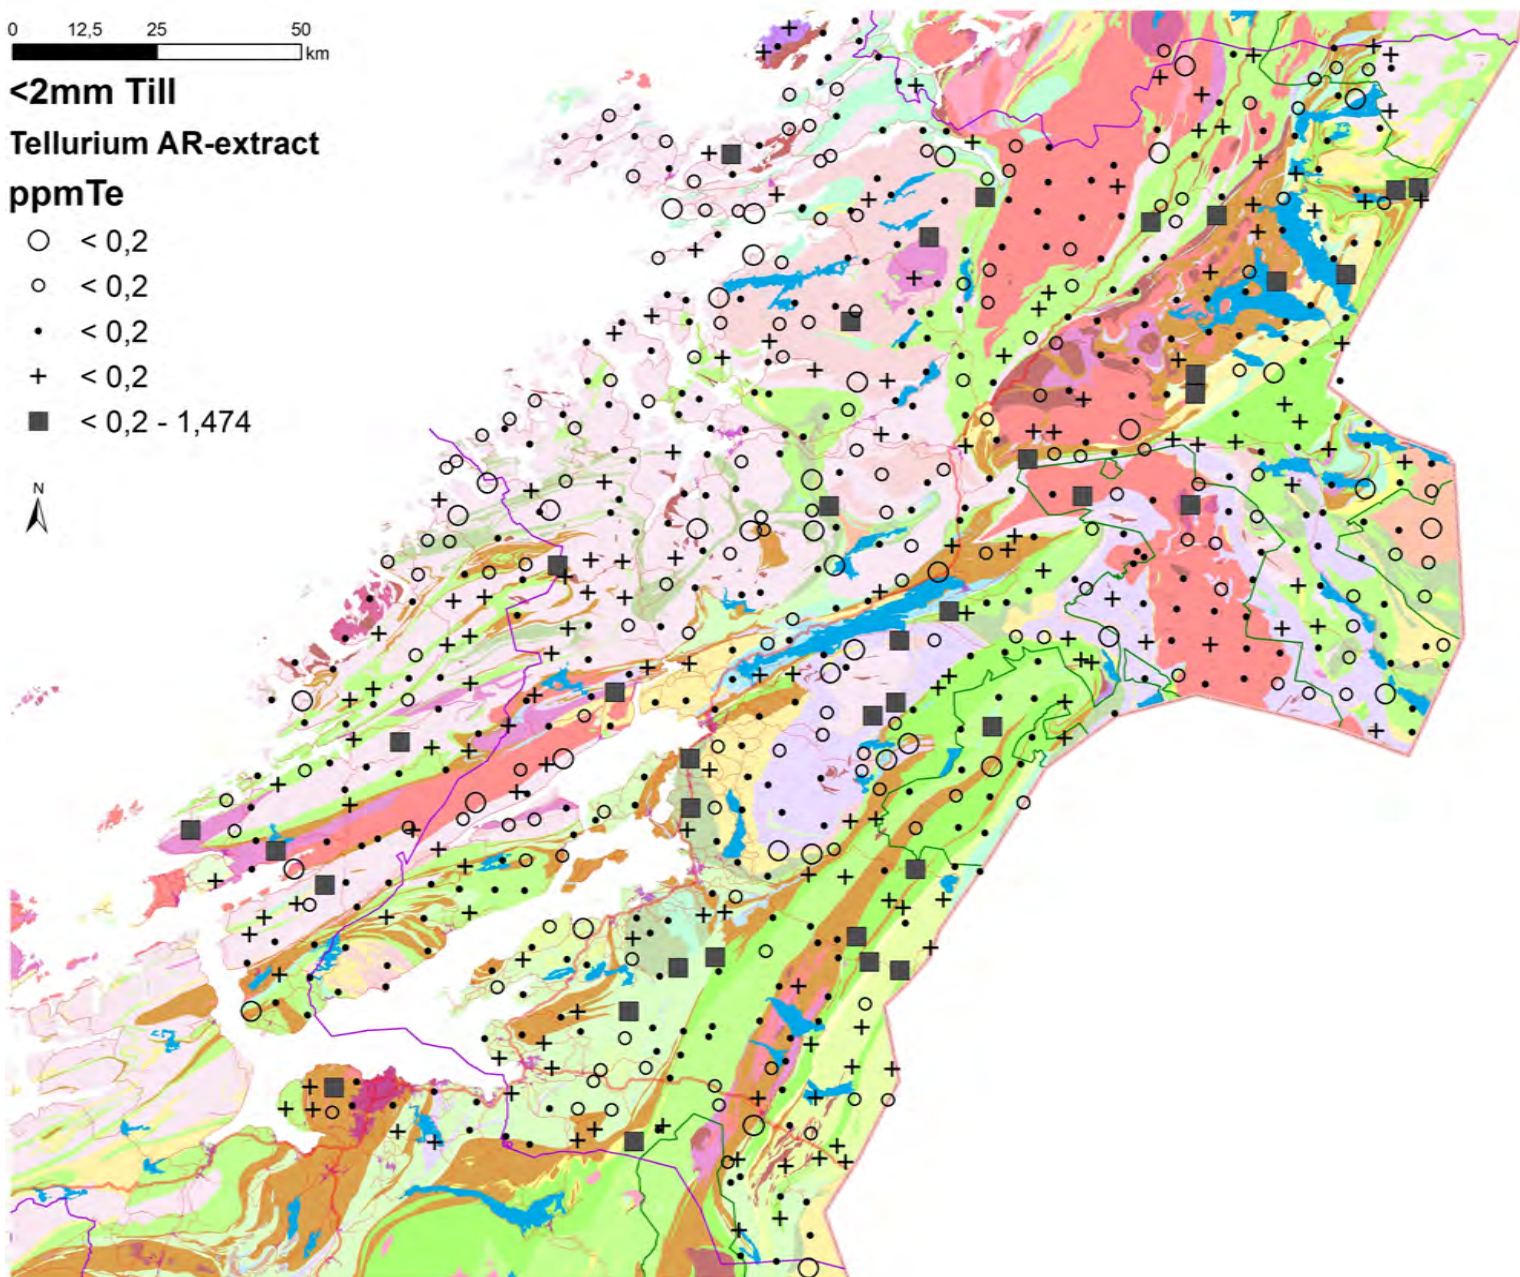 0 12,5 25 50
km
<2mm Till
Tellurium AR-extract
ppmTe
< 0,2
< 0,2
< 0,2
< 0,2
< 0,2 - 1,474
N